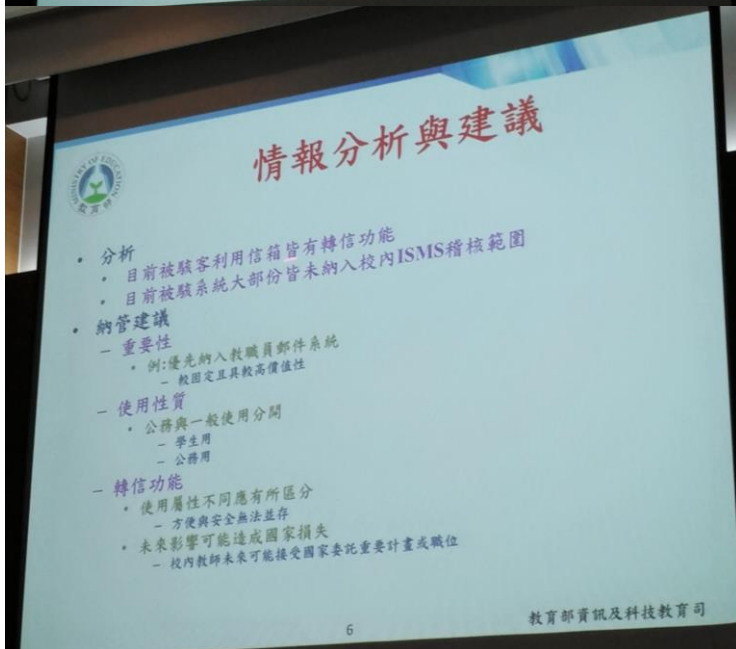 情報分析與建議
MINISTRY OF EDUCATION
教育部
• 分析
• 目前被駭客利用信箱皆有轉信功能
• 目前被駭系統大部份皆未納入校內ISMS稽核範圍
• 納管建議
– 重要性
• 例:優先納入教職員郵件系統
– 較固定且具較高價值性
– 使用性質
• 公務與一般使用分開
– 學生用
– 公務用
– 轉信功能
• 使用屬性不同應有所區分
– 方便與安全無法並存
• 未來影響可能造成國家損失
– 校內教師未來可能接受國家委託重要計畫或職位
6
教育部資訊及科技教育司